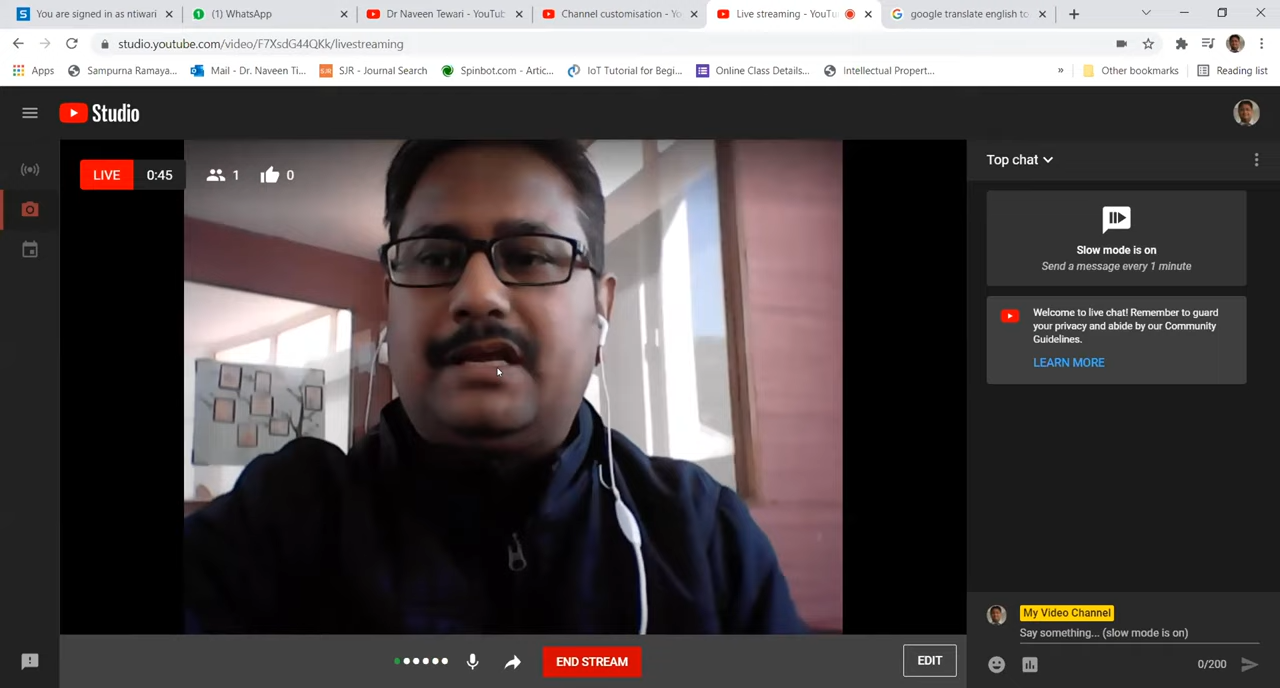 You are signed in as ntiwari
(1) WhatsApp
Dr Naveen Tewari - YouTub
Channel customisation - Yo
Live streaming - YouTu
google translate english to
studio.youtube.com/video/F7XsdG44QKk/livestreaming
Apps
Sampurna Ramaya...
Mail - Dr. Naveen Ti...
SJR - Journal Search
Spinbot.com - Artic...
IoT Tutorial for Begi...
Online Class Details...
Intellectual Propert...
»
Other bookmarks
Reading list
Studio
LIVE 0:45 1 0
Top chat
Slow mode is on
Send a message every 1 minute
Welcome to live chat! Remember to guard
your privacy and abide by our Community
Guidelines.
LEARN MORE
My Video Channel
Say something... (slow mode is on)
0/200
END STREAM
EDIT